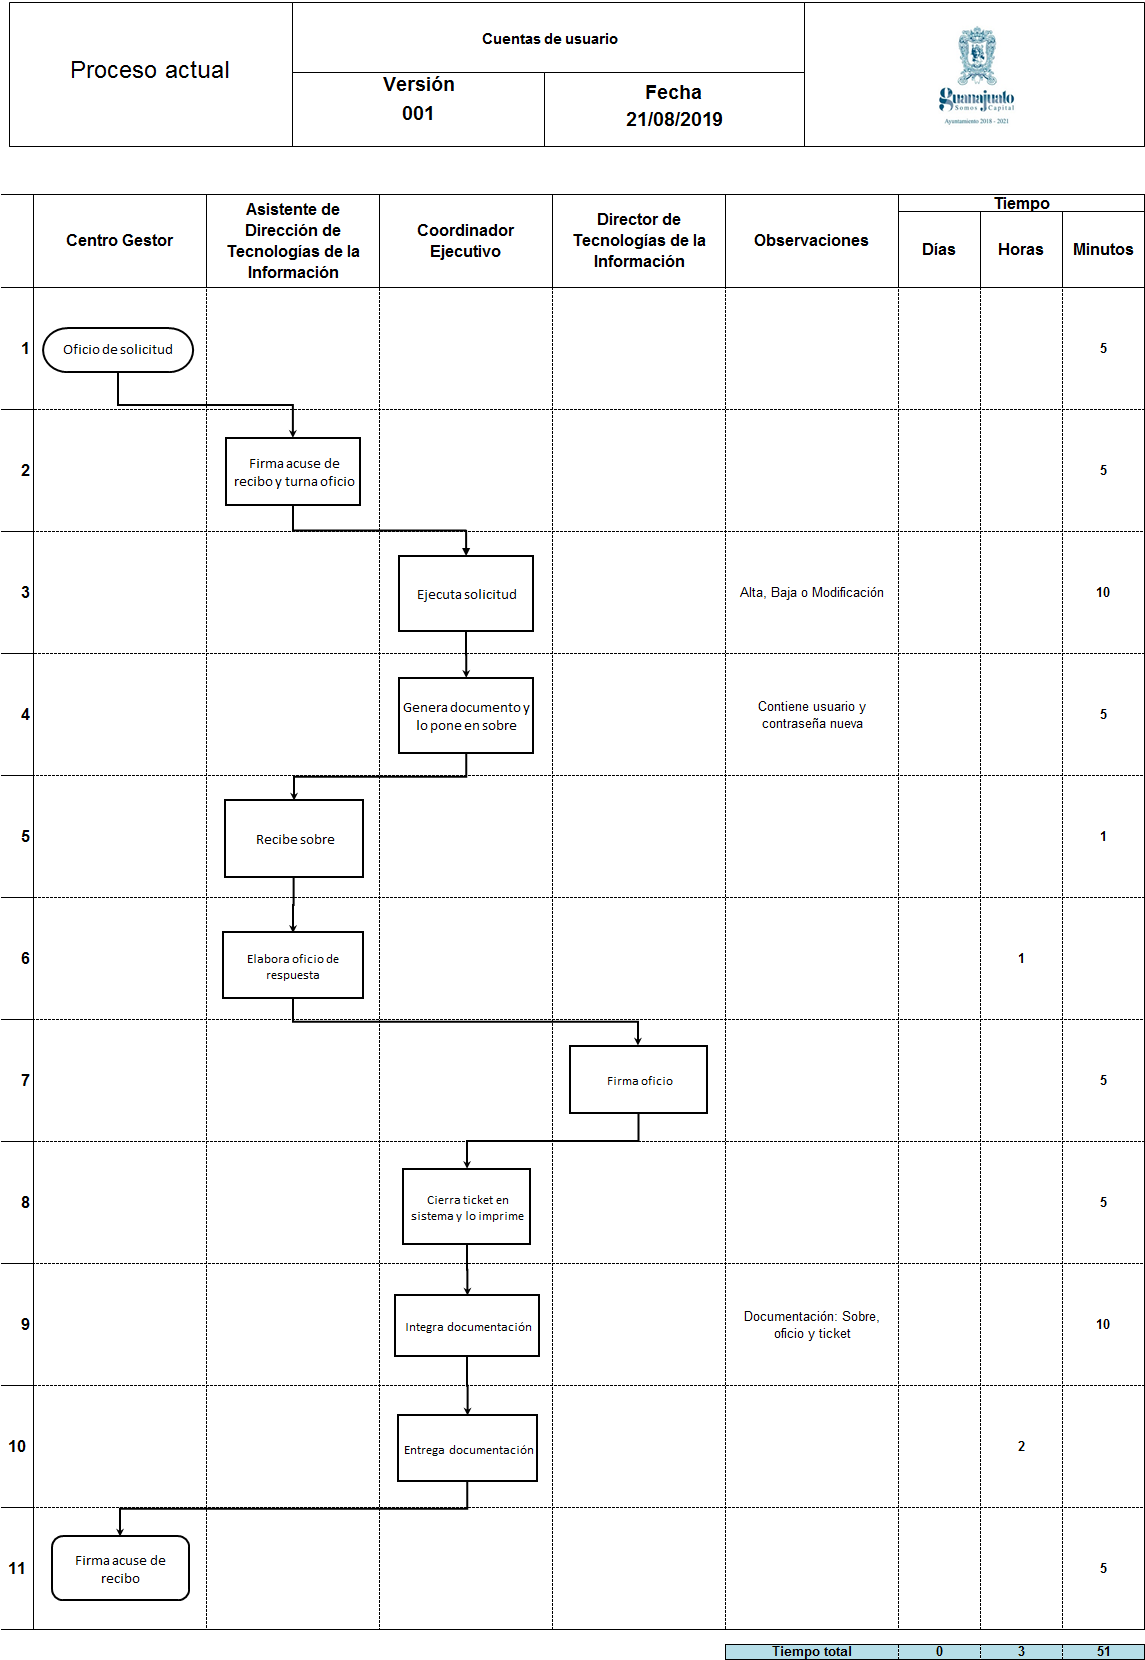 Proceso actual
Cuentas de usuario
Versión
001
Fecha
21/08/2019
Guanajuato
Somos Capital
Ayuntamiento 2018 - 2021
Centro Gestor
Asistente de
Dirección de
Tecnologías de la
Información
Coordinador
Ejecutivo
Director de
Tecnologías de la
Información
Observaciones
Tiempo
Días
Horas
Minutos
1
Oficio de solicitud
5
2
Firma acuse de
recibo y turna oficio
5
3
Ejecuta solicitud
Alta, Baja o Modificación
10
4
Genera documento y
lo pone en sobre
Contiene usuario y
contraseña nueva
5
5
Recibe sobre
1
6
Elabora oficio de
respuesta
1
7
Firma oficio
5
8
Cierra ticket en
sistema y lo imprime
5
9
Integra documentación
Documentación: Sobre,
oficio y ticket
10
10
Entrega documentación
2
11
Firma acuse de
recibo
5
Tiempo total
0
3
51